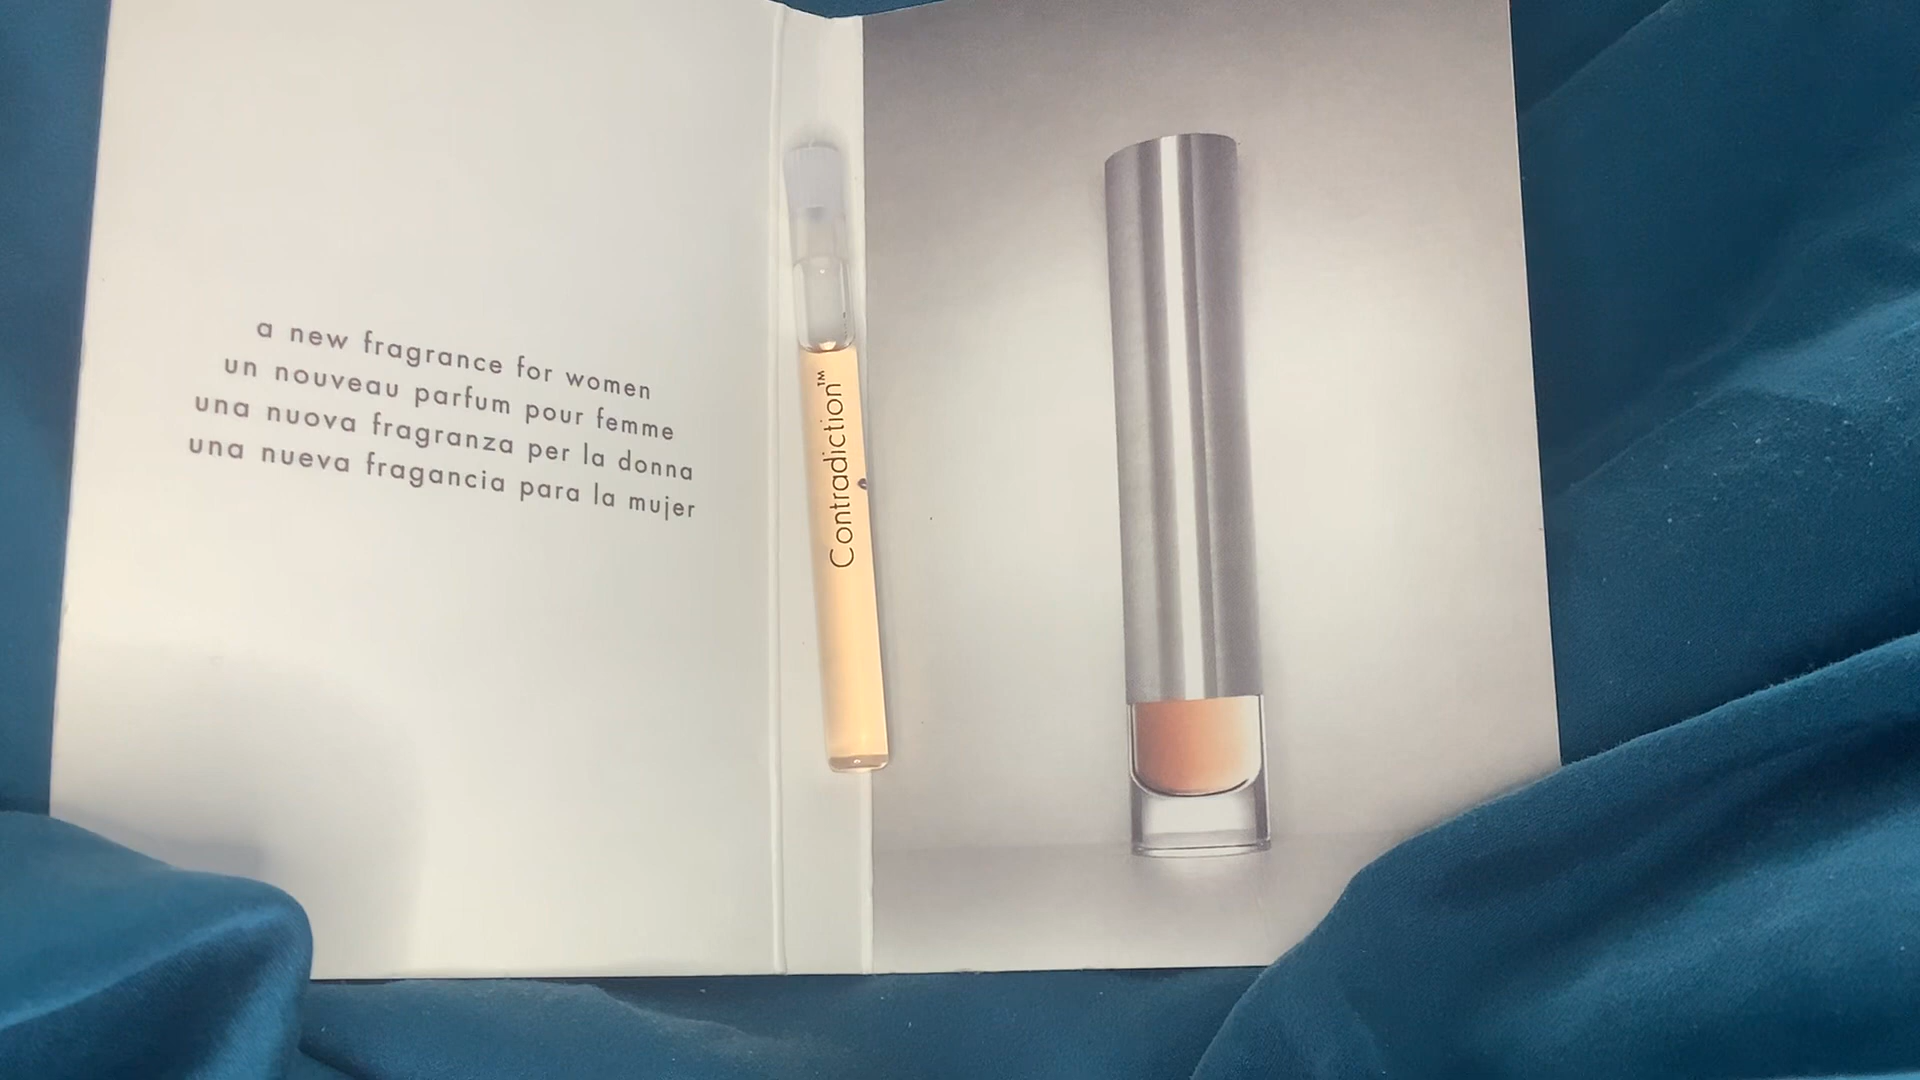 a new fragrance for women
un nouveau parfum pour femme
una nuova fragranza per la donna
una nueva fragancia para la mujer
Contradiction™